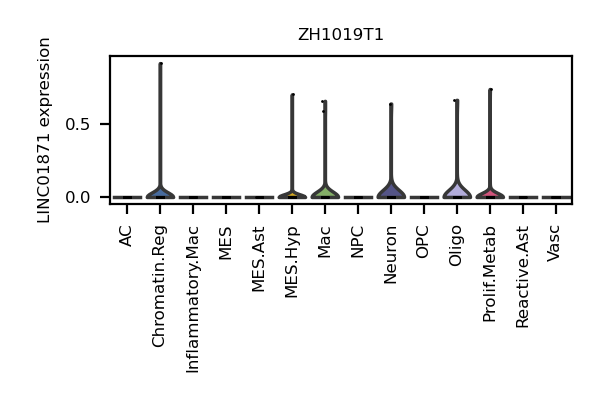 ZH1019T1
LINC01871 expression
0.5
0.0
AC
Chromatin.Reg
Inflammatory.Mac
MES
MES.Ast
MES.Hyp
Mac
NPC
Neuron
OPC
Oligo
Prolif.Metab
Reactive.Ast
Vasc